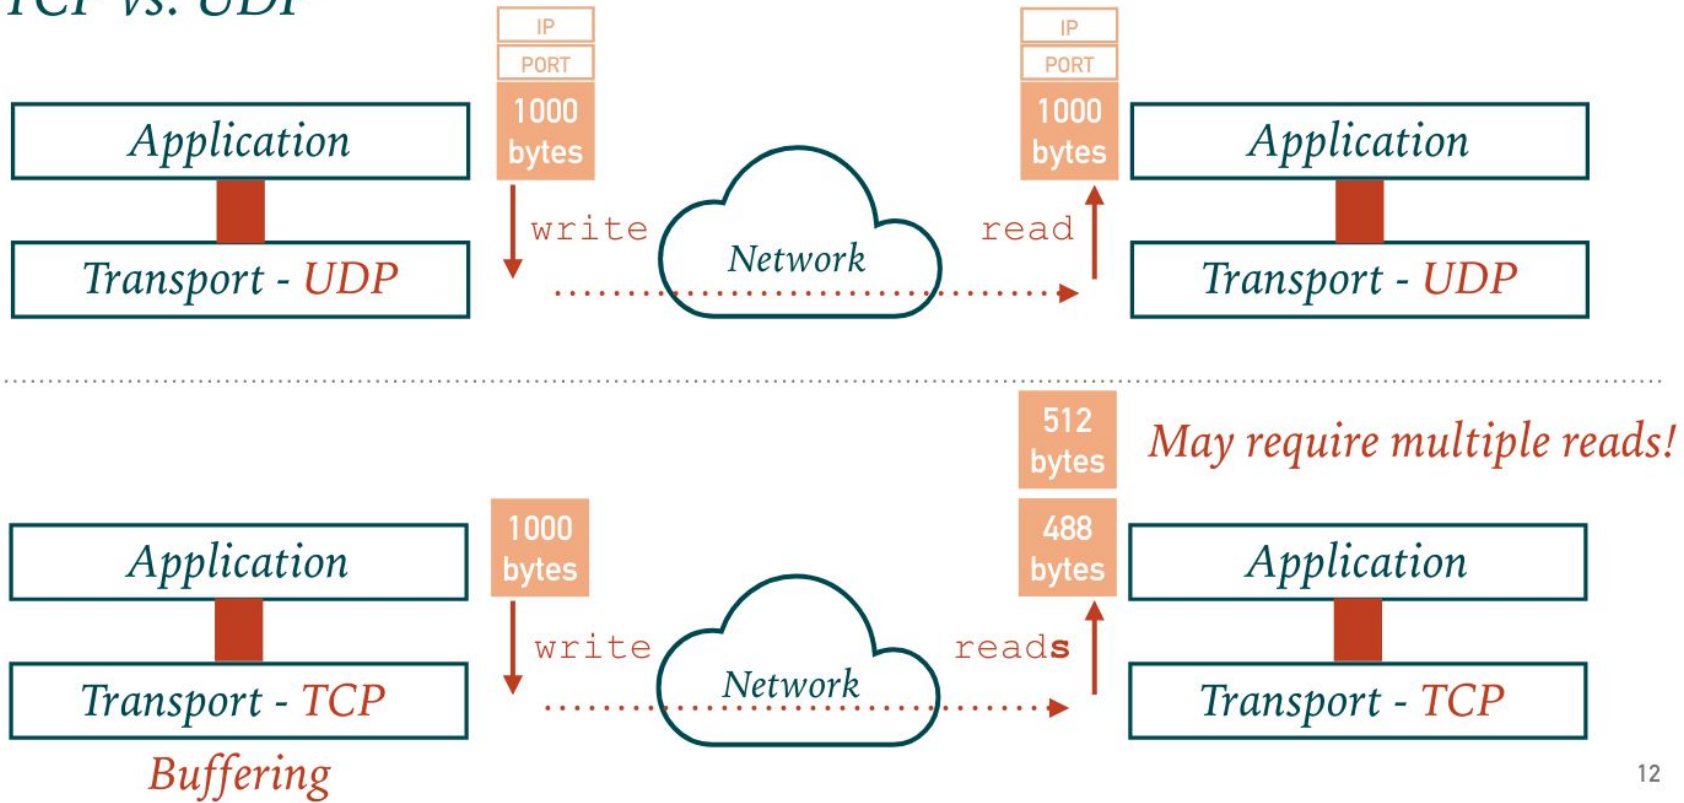 TCP vs. UDP
IP
PORT
1000
bytes
IP
PORT
1000
bytes
Application
Application
write
Network
read
Transport - UDP
Transport - UDP
512
bytes
May require multiple reads!
1000
bytes
488
bytes
Application
Application
write
Network
reads
Transport - TCP
Transport - TCP
Buffering
12